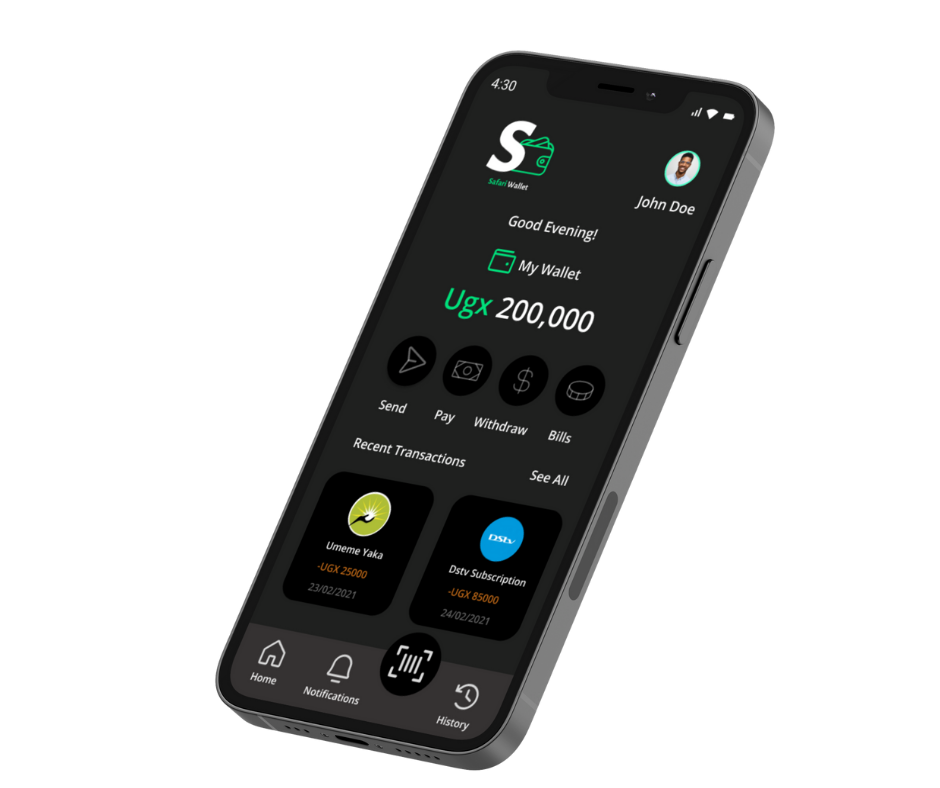 4:30
S
Safari Wallet
John Doe
Good Evening!
My Wallet
Ugx 200,000
Send Pay Withdraw Bills
Recent Transactions See All
Umeme Yaka
-UGX 25000
23/02/2021
DStv
Dstv Subscription
-UGX 85000
24/02/2021
Home
Notifications
History